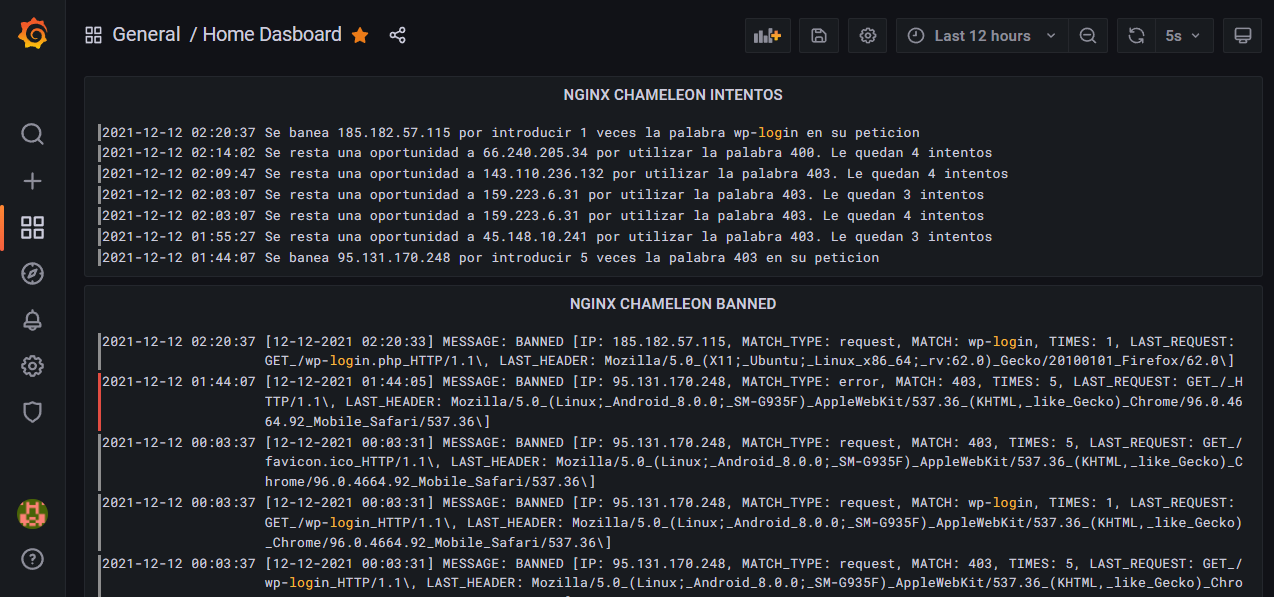 General / Home Dasboard
Last 12 hours
5s
NGINX CHAMELEON INTENTOS
2021-12-12 02:20:37 Se banea 185.182.57.115 por introducir 1 veces la palabra wp-login en su peticion
2021-12-12 02:14:02 Se resta una oportunidad a 66.240.205.34 por utilizar la palabra 400. Le quedan 4 intentos
2021-12-12 02:09:47 Se resta una oportunidad a 143.110.236.132 por utilizar la palabra 403. Le quedan 4 intentos
2021-12-12 02:03:07 Se resta una oportunidad a 159.223.6.31 por utilizar la palabra 403. Le quedan 3 intentos
2021-12-12 02:03:07 Se resta una oportunidad a 159.223.6.31 por utilizar la palabra 403. Le quedan 4 intentos
2021-12-12 01:55:27 Se resta una oportunidad a 45.148.10.241 por utilizar la palabra 403. Le quedan 3 intentos
2021-12-12 01:44:07 Se banea 95.131.170.248 por introducir 5 veces la palabra 403 en su peticion
NGINX CHAMELEON BANNED
2021-12-12 02:20:37 [12-12-2021 02:20:33] MESSAGE: BANNED [IP: 185.182.57.115, MATCH_TYPE: request, MATCH: wp-login, TIMES: 1, LAST_REQUEST:
GET_/wp-login.php_HTTP/1.1\, LAST_HEADER: Mozilla/5.0_(X11;_Ubuntu;_Linux_x86_64;_rv:62.0)_Gecko/20100101_Firefox/62.0\]
2021-12-12 01:44:07 [12-12-2021 01:44:05] MESSAGE: BANNED [IP: 95.131.170.248, MATCH_TYPE: error, MATCH: 403, TIMES: 5, LAST_REQUEST: GET_/_H
TTP/1.1\, LAST_HEADER: Mozilla/5.0_(Linux;_Android_8.0.0;_SM-G935F)_AppleWebKit/537.36_(KHTML,_like_Gecko)_Chrome/96.0.46
64.92_Mobile_Safari/537.36\]
2021-12-12 00:03:37 [12-12-2021 00:03:31] MESSAGE: BANNED [IP: 95.131.170.248, MATCH_TYPE: request, MATCH: 403, TIMES: 5, LAST_REQUEST: GET_/
favicon.ico_HTTP/1.1\, LAST_HEADER: Mozilla/5.0_(Linux;_Android_8.0.0;_SM-G935F)_AppleWebKit/537.36_(KHTML,_like_Gecko)_C
hrome/96.0.4664.92_Mobile_Safari/537.36\]
2021-12-12 00:03:37 [12-12-2021 00:03:31] MESSAGE: BANNED [IP: 95.131.170.248, MATCH_TYPE: request, MATCH: wp-login, TIMES: 1, LAST_REQUEST:
GET_/wp-login_HTTP/1.1\, LAST_HEADER: Mozilla/5.0_(Linux;_Android_8.0.0;_SM-G935F)_AppleWebKit/537.36_(KHTML,_like_Gecko)
_Chrome/96.0.4664.92_Mobile_Safari/537.36\]
2021-12-12 00:03:37 [12-12-2021 00:03:31] MESSAGE: BANNED [IP: 95.131.170.248, MATCH_TYPE: request, MATCH: 403, TIMES: 5, LAST_REQUEST: GET_/
wp-login_HTTP/1.1\, LAST_HEADER: Mozilla/5.0_(Linux;_Android_8.0.0;_SM-G935F)_AppleWebKit/537.36_(KHTML,_like_Gecko)_Chro